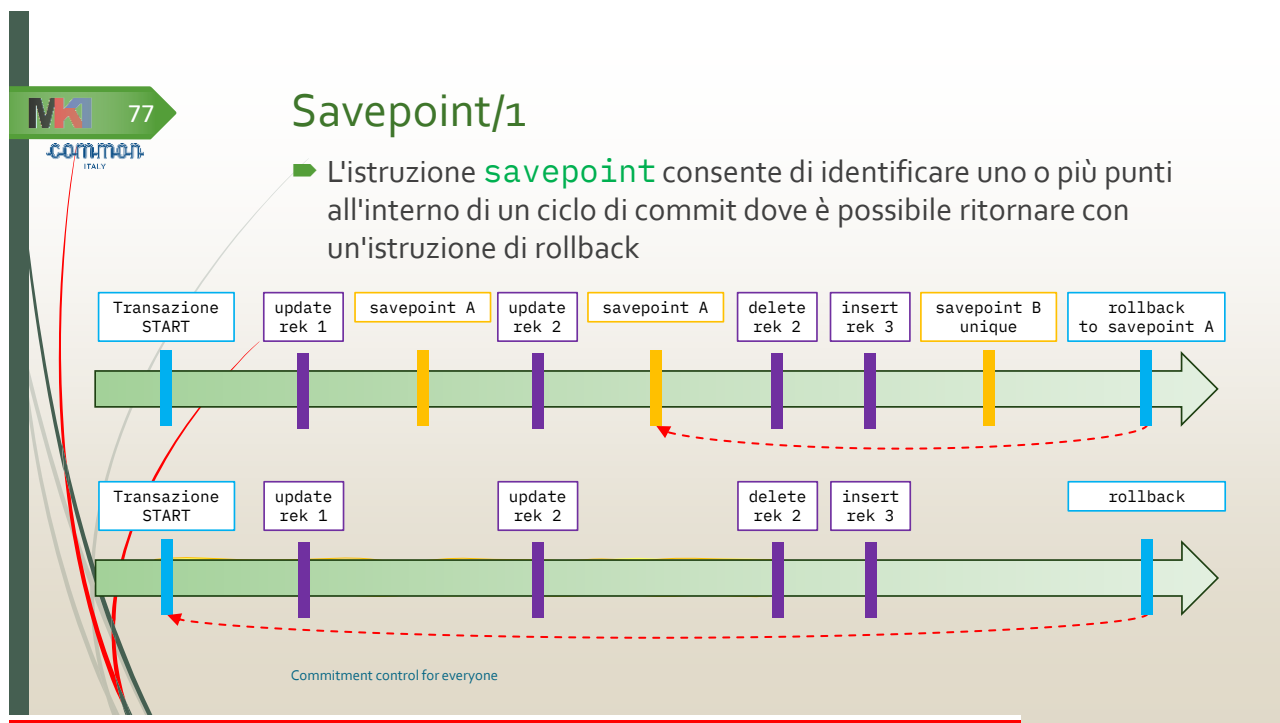 MK1
77
common
ITALY
Savepoint/1
L'istruzione savepoint consente di identificare uno o più punti
all'interno di un ciclo di commit dove è possibile ritornare con
un'istruzione di rollback
Transazione
START
update
rek 1
savepoint A
update
rek 2
savepoint A
delete
rek 2
insert
rek 3
savepoint B
unique
rollback
to savepoint A
Transazione
START
update
rek 1
update
rek 2
delete
rek 2
insert
rek 3
rollback
Commitment control for everyone